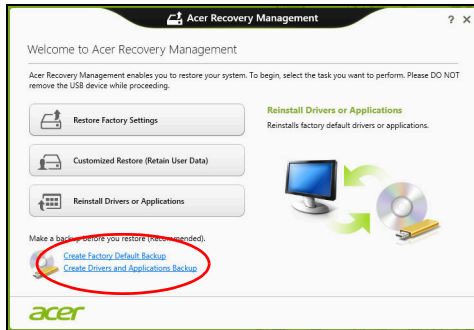 Acer Recovery Management
? X
Welcome to Acer Recovery Management
Acer Recovery Management enables you to restore your system. To begin, select the task you want to perform. Please DO NOT
remove the USB device while proceeding.
Restore Factory Settings
Customized Restore (Retain User Data)
Reinstall Drivers or Applications
Reinstall Drivers or Applications
Reinstalls factory default drivers or applications.
Make a backup before you restore (Recommended).
Create Factory Default Backup
Create Drivers and Applications Backup
acer